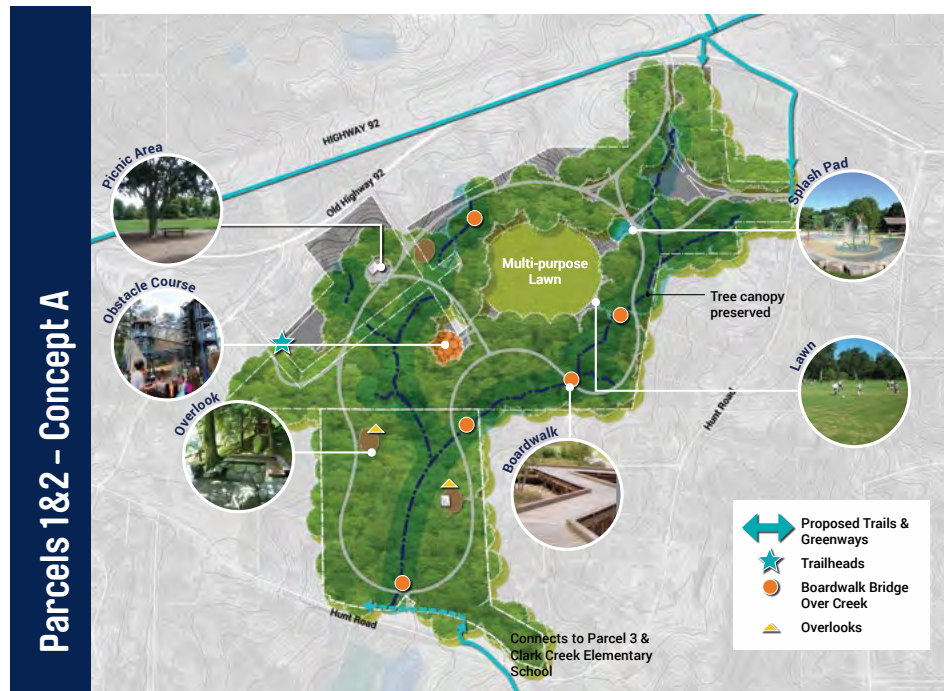 Parcels 1&2 – Concept A
HIGHWAY 92
Old Highway 92
Picnic Area
Splash Pad
Multi-purpose
Lawn
Obstacle Course
Tree canopy
preserved
Lawn
Overlook
Boardwalk
Hunt Road
Hunt Road
Connects to Parcel 3 &
Clark Creek Elementary
School
Proposed Trails &
Greenways
Trailheads
Boardwalk Bridge
Over Creek
Overlooks